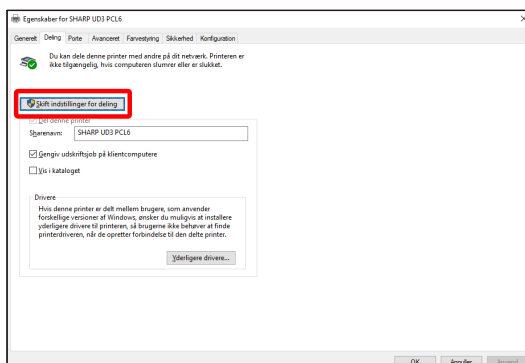 Egenskaber for SHARP UD3 PCL6
Generelt Deling Porte Avanceret Farvestyring Sikkerhed Konfiguration
Du kan dele denne printer med andre på dit netværk. Printeren er
ikke tilgængelig, hvis computeren slumrer eller er slukket.
Skift indstillinger for deling
Del denne printer
Sharenavn: SHARP UD3 PCL6
Gengiv udskriftsjob på klientcomputere
Vis i kataloget
Drivere
Hvis denne printer er delt mellem brugere, som anvender
forskellige versioner af Windows, ønsker du muligvis at installere
yderligere drivere til printeren, så brugerne ikke behøver at finde
printerdriveren, når de opretter forbindelse til den delte printer.
Yderligere drivere...
OK Annuller Anvend